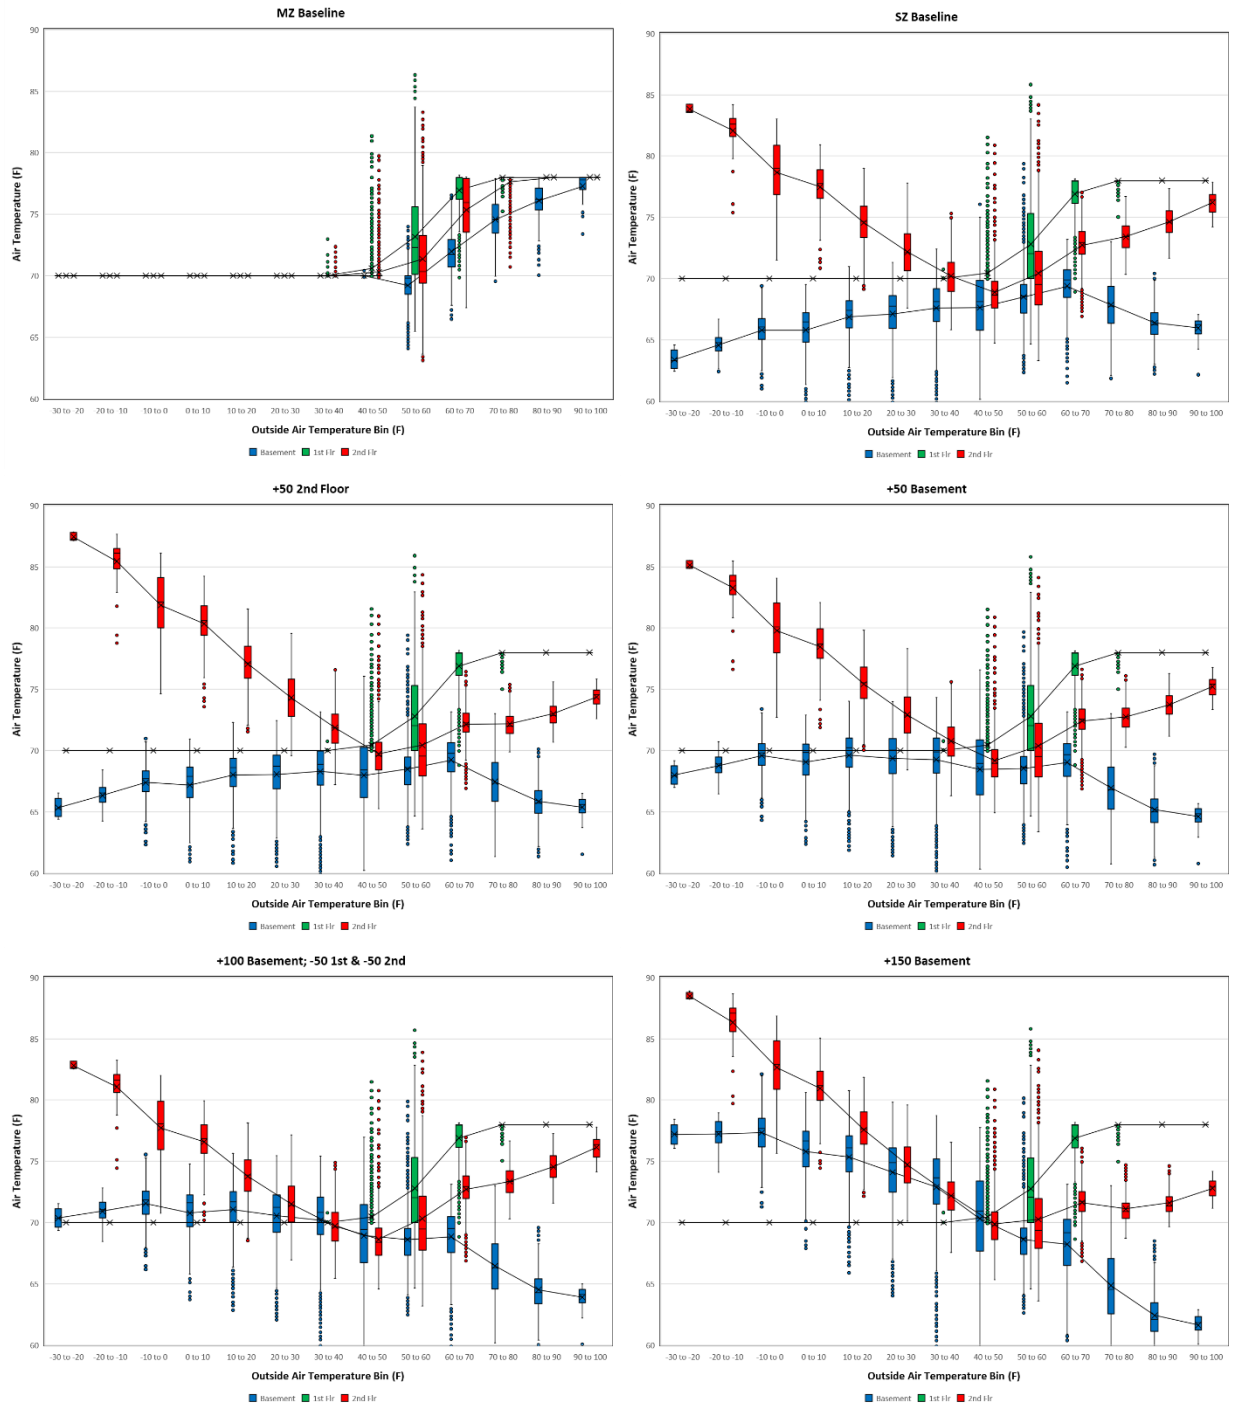 MZ Baseline
90
85
80
75
70
65
60
Air Temperature (F)
-30 to -20 -20 to -10 -10 to 0 0 to 10 10 to 20 20 to 30 30 to 40 40 to 50 50 to 60 60 to 70 70 to 80 80 to 90 90 to 100
Outside Air Temperature Bin (F)
Basement 1st Flr 2nd Flr
SZ Baseline
90
85
80
75
70
65
60
Air Temperature (F)
-30 to -20 -20 to -10 -10 to 0 0 to 10 10 to 20 20 to 30 30 to 40 40 to 50 50 to 60 60 to 70 70 to 80 80 to 90 90 to 100
Outside Air Temperature Bin (F)
Basement 1st Flr 2nd Flr
+50 2nd Floor
90
85
80
75
70
65
60
Air Temperature (F)
-30 to -20 -20 to -10 -10 to 0 0 to 10 10 to 20 20 to 30 30 to 40 40 to 50 50 to 60 60 to 70 70 to 80 80 to 90 90 to 100
Outside Air Temperature Bin (F)
Basement 1st Flr 2nd Flr
+50 Basement
90
85
80
75
70
65
60
Air Temperature (F)
-30 to -20 -20 to -10 -10 to 0 0 to 10 10 to 20 20 to 30 30 to 40 40 to 50 50 to 60 60 to 70 70 to 80 80 to 90 90 to 100
Outside Air Temperature Bin (F)
Basement 1st Flr 2nd Flr
+100 Basement; -50 1st & -50 2nd
90
85
80
75
70
65
60
Air Temperature (F)
-30 to -20 -20 to -10 -10 to 0 0 to 10 10 to 20 20 to 30 30 to 40 40 to 50 50 to 60 60 to 70 70 to 80 80 to 90 90 to 100
Outside Air Temperature Bin (F)
Basement 1st Flr 2nd Flr
+150 Basement
90
85
80
75
70
65
60
Air Temperature (F)
-30 to -20 -20 to -10 -10 to 0 0 to 10 10 to 20 20 to 30 30 to 40 40 to 50 50 to 60 60 to 70 70 to 80 80 to 90 90 to 100
Outside Air Temperature Bin (F)
Basement 1st Flr 2nd Flr